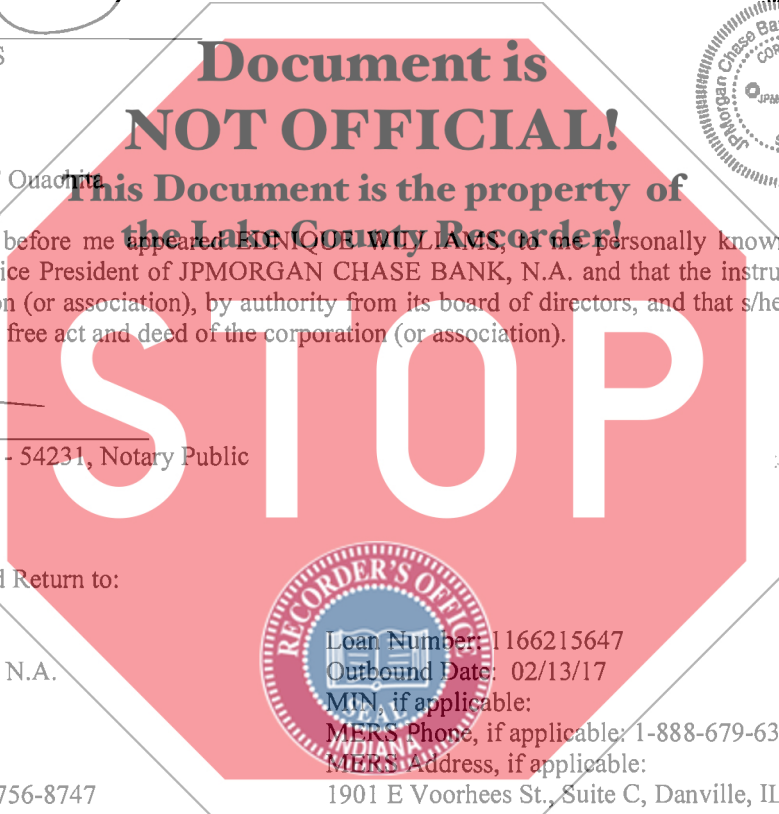 S
Document is
NOT OFFICIAL!
Ouachita
This Document is the property of
the Lake County Recorder!
before me appeared EDNIQUE WILLIAMS, to me personally known
ice President of JPMORGAN CHASE BANK, N.A. and that the instru
n (or association), by authority from its board of directors, and that s/he
free act and deed of the corporation (or association).
STOP
- 54231, Notary Public
d Return to:
RECORDER'S OFFICE
SEAL
INDIANA
Loan Number: 1166215647
N.A.
Outbound Date: 02/13/17
MIN, if applicable:
MERS Phone, if applicable: 1-888-679-63
MERS Address, if applicable:
756-8747
1901 E Voorhees St., Suite C, Danville, IL
JPMorgan Chase Ba
COR
JPMO